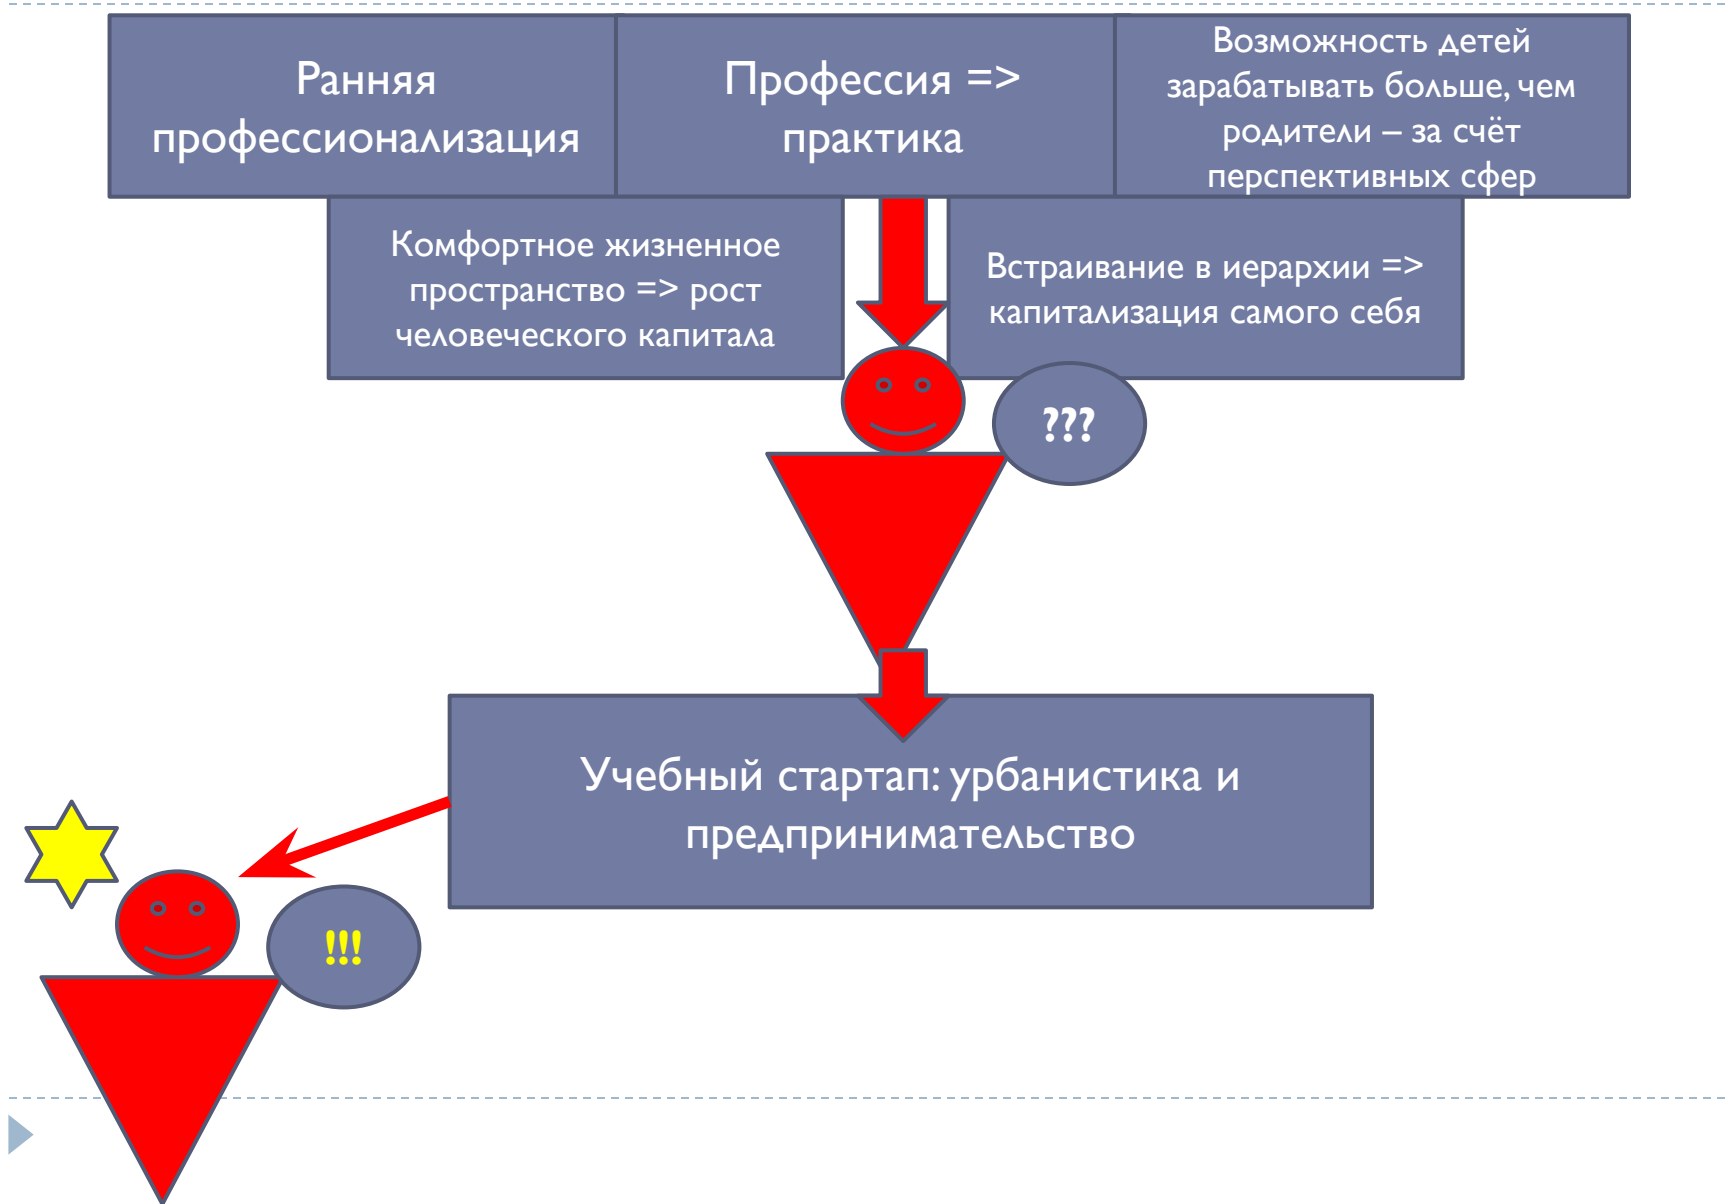 Ранняя
профессионализация
Профессия =>
практика
Возможность детей
зарабатывать больше, чем
родители – за счёт
перспективных сфер
Комфортное жизненное
пространство => рост
человеческого капитала
Встраивание в иерархии =>
капитализация самого себя
???
Учебный стартап: урбанистика и
предпринимательство
!!!